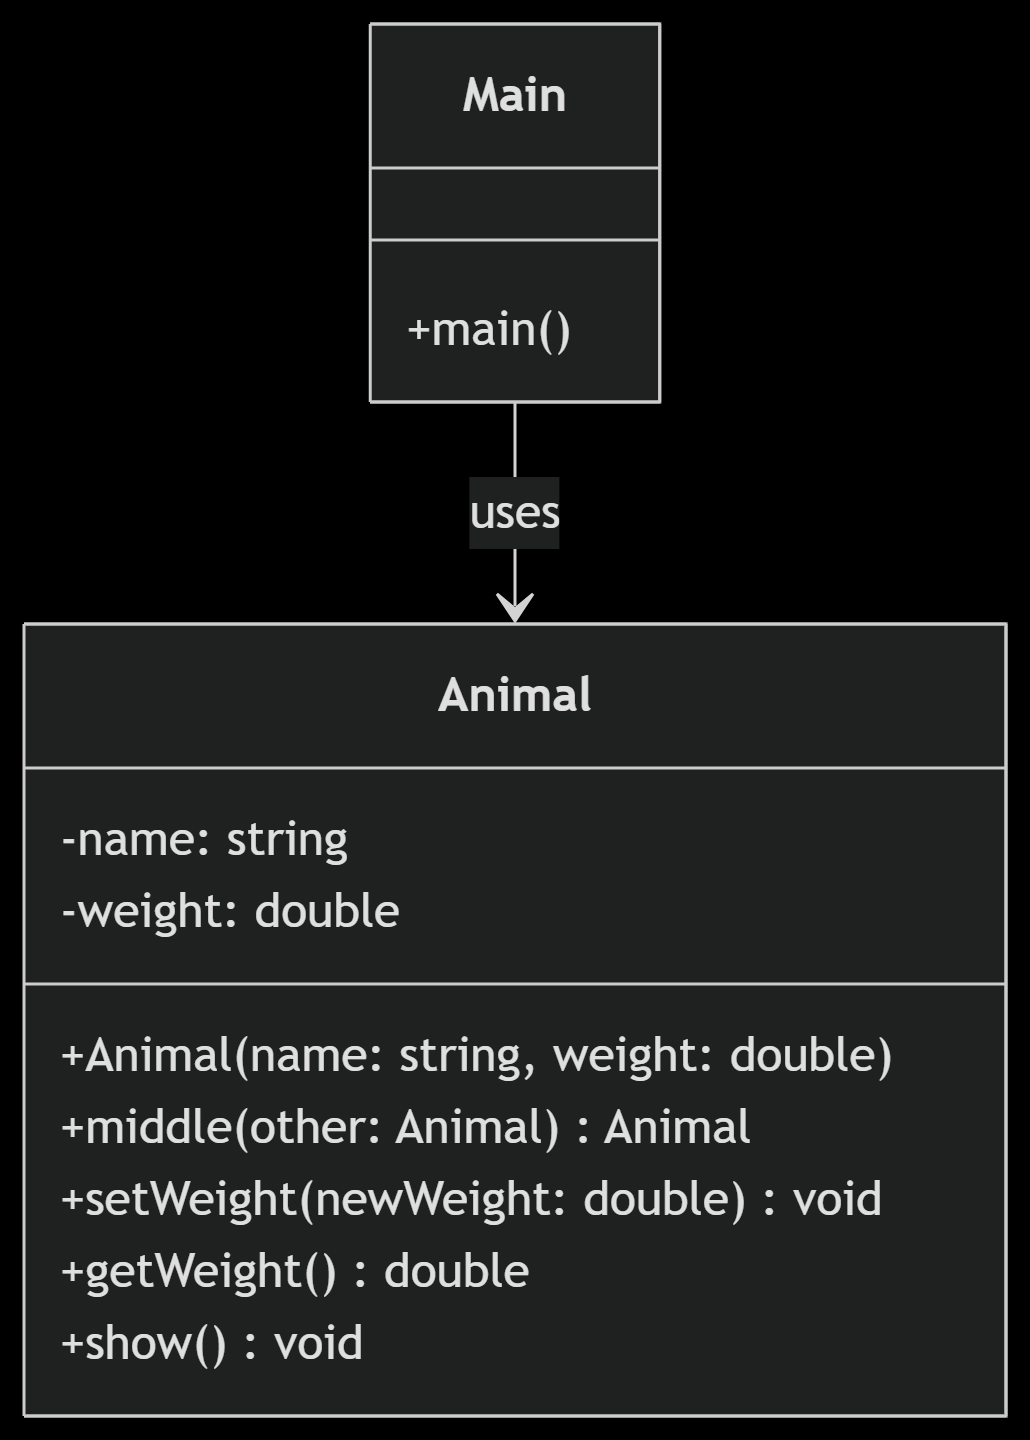 Main
+main()
uses
Animal
-name: string
-weight: double
+Animal(name: string, weight: double)
+middle(other: Animal) : Animal
+setWeight(newWeight: double) : void
+getWeight() : double
+show() : void